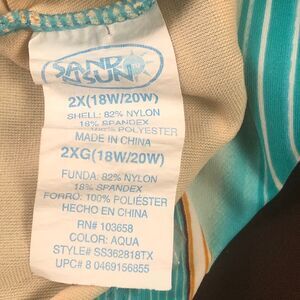 SAND
SUN
2X(18W/20W)
SHELL: 82% NYLON
18% SPANDEX
100% POLYESTER
MADE IN CHINA
2XG(18W/20W)
FUNDA: 82% NYLON
18% SPANDEX
FORRO: 100% POLIÉSTER
HECHO EN CHINA
RN# 103658
COLOR: AQUA
STYLE# SS362818TX
UPC# 8 0469156855